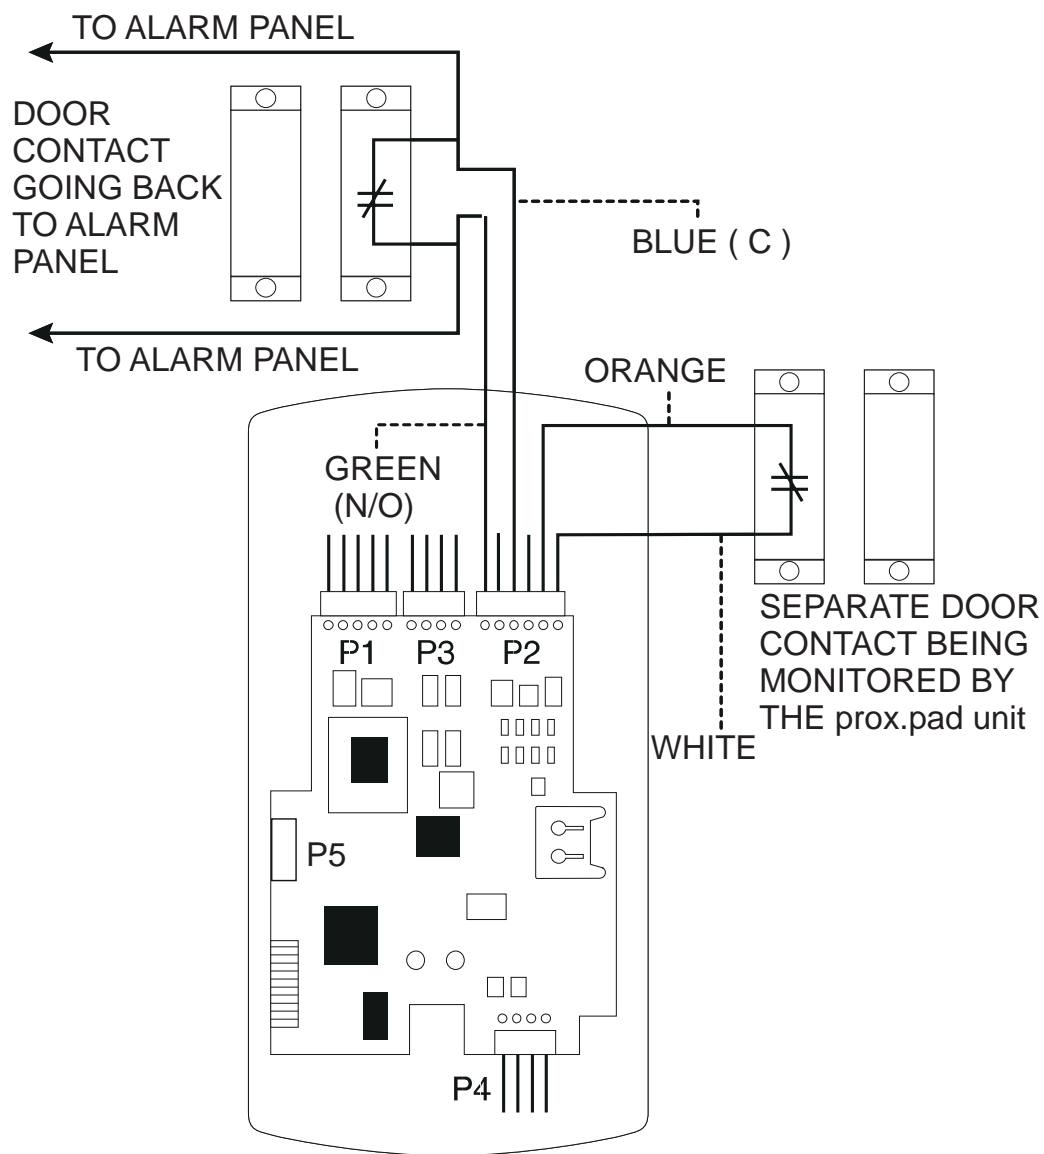 TO ALARM PANEL
DOOR
CONTACT
GOING BACK
TO ALARM
PANEL
BLUE ( C )
TO ALARM PANEL
ORANGE
GREEN
(N/O)
SEPARATE DOOR
CONTACT BEING
MONITORED BY
THE prox.pad unit
P1 P3 P2
WHITE
P5
P4